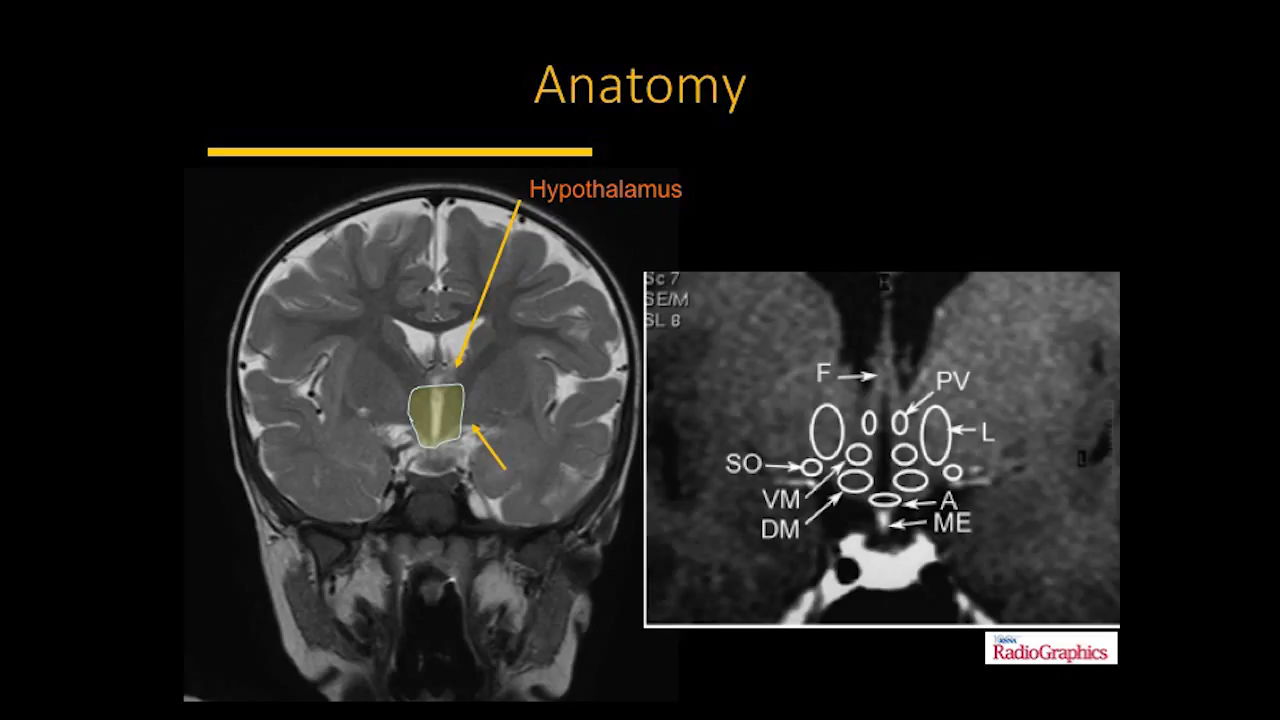 Anatomy
Hypothalamus
Sc 7
SE/M
SL 8
F
PV
L
SO
VM
DM
A
ME
L
RSNA
RadioGraphics